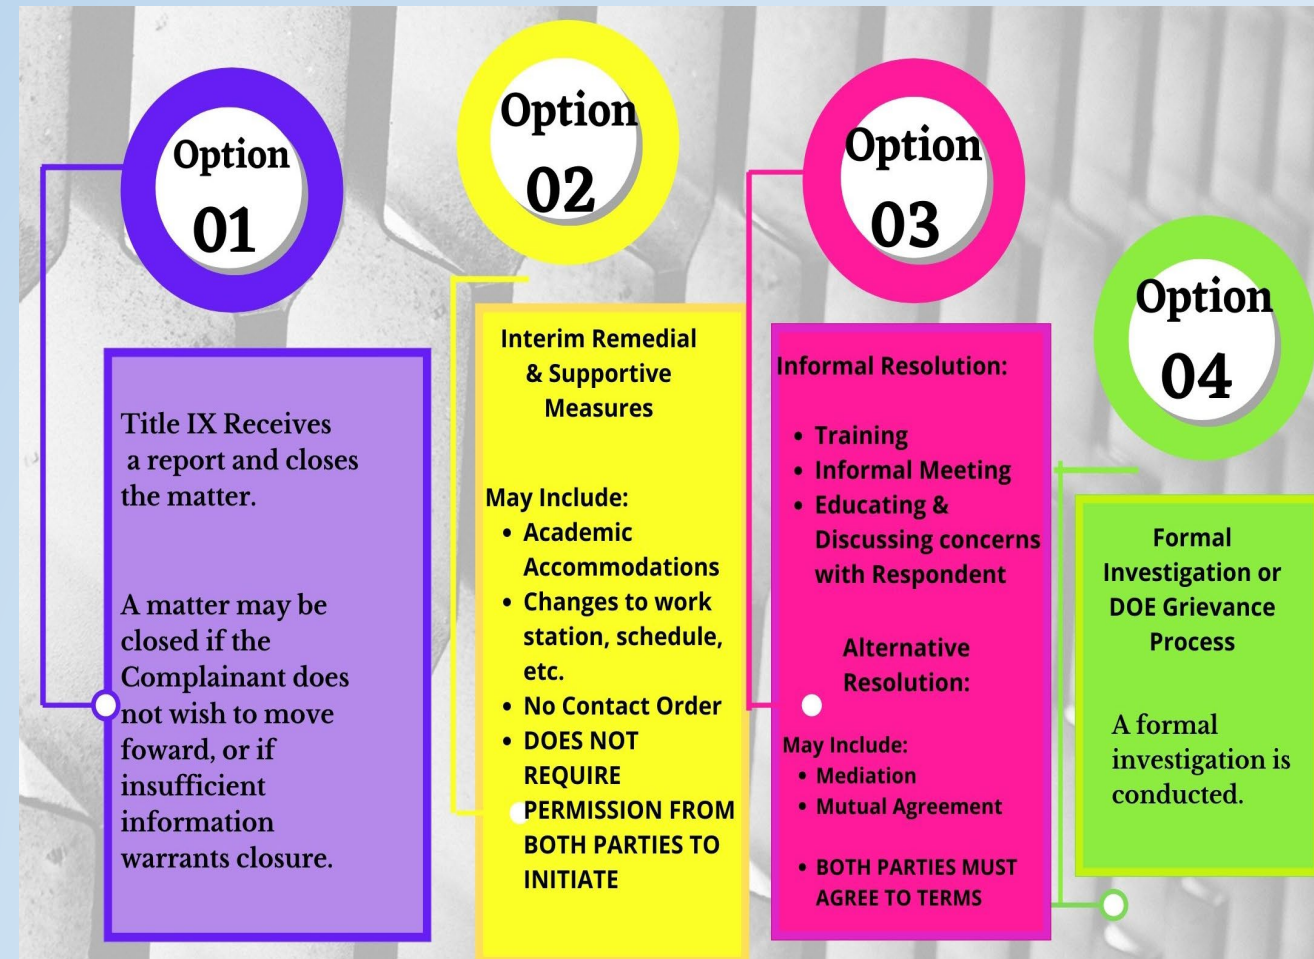 Option
01
Title IX Receives
a report and closes
the matter.
A matter may be
closed if the
Complainant does
not wish to move
foward, or if
insufficient
information
warrants closure.
Option
02
Interim Remedial
& Supportive
Measures
May Include:
• Academic
Accommodations
• Changes to work
station, schedule,
etc.
• No Contact Order
• DOES NOT
REQUIRE
PERMISSION FROM
BOTH PARTIES TO
INITIATE
Option
03
Informal Resolution:
• Training
• Informal Meeting
• Educating &
Discussing concerns
with Respondent
Alternative
Resolution:
May Include:
• Mediation
• Mutual Agreement
• BOTH PARTIES MUST
AGREE TO TERMS
Option
04
Formal
Investigation or
DOE Grievance
Process
A formal
investigation is
conducted.